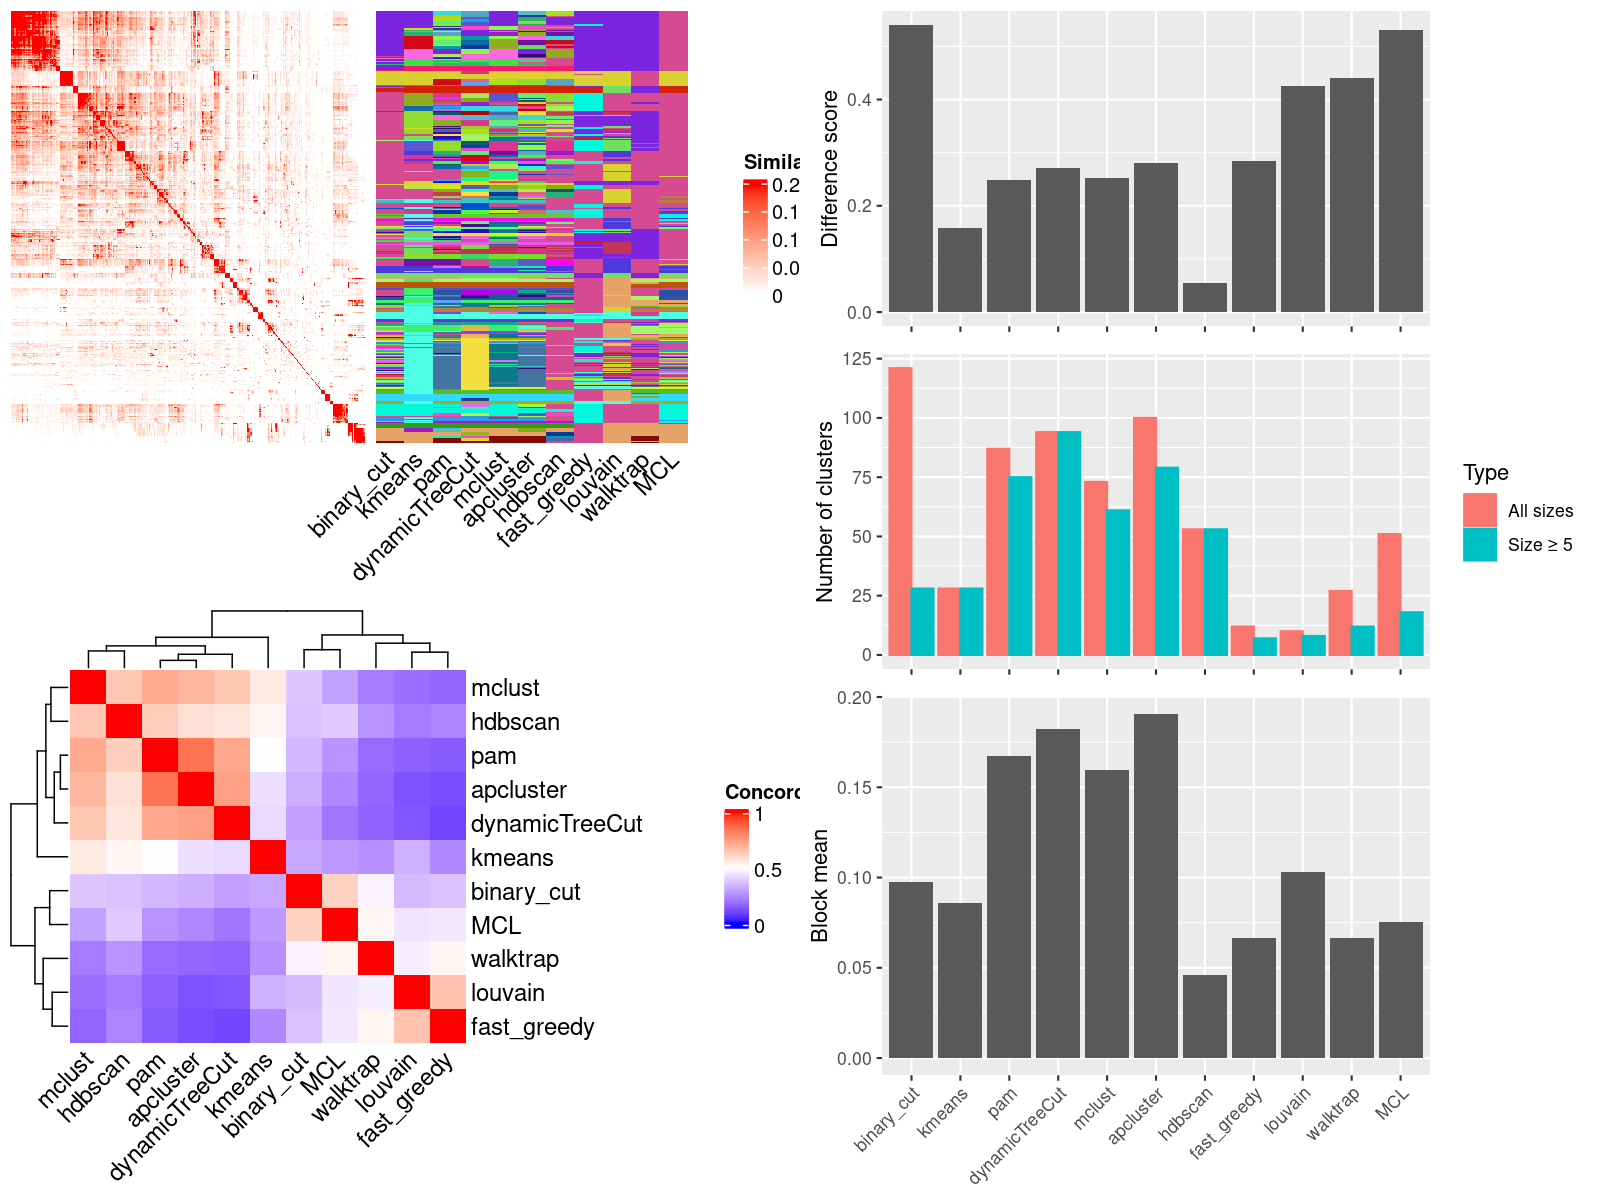 Simila
0.2
0.1
0.1
0.0
0
binary_cut
kmeans
pam
dynamicTreeCut
mclust
apcluster
hdbscan
fast_greedy
louvain
walktrap
MCL
mclust
hdbscan
pam
apcluster
dynamicTreeCut
kmeans
binary_cut
MCL
walktrap
louvain
fast_greedy
mclust
hdbscan
pam
apcluster
dynamicTreeCut
kmeans
binary_cut
MCL
walktrap
louvain
fast_greedy
Concord
1
0.5
0
Difference score
0.4
0.2
0.0
Number of clusters
125
100
75
50
25
0
Type
All sizes
Size ≥ 5
Block mean
0.20
0.15
0.10
0.05
0.00
binary_cut
kmeans
pam
dynamicTreeCut
mclust
apcluster
hdbscan
fast_greedy
louvain
walktrap
MCL